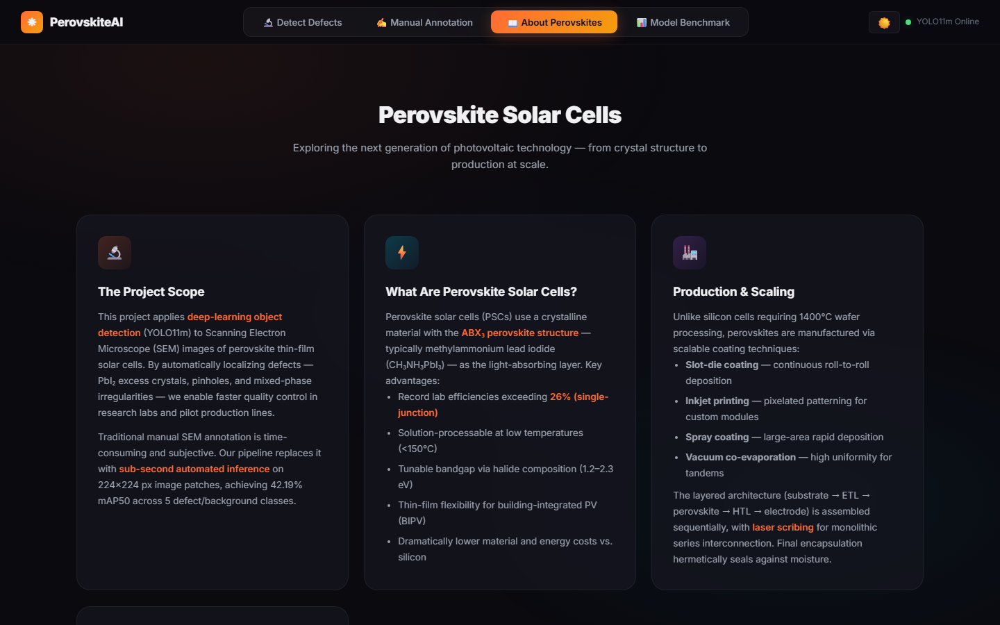 PerovskiteAI
Detect Defects
Manual Annotation
About Perovskites
Model Benchmark
YOLO11m Online
Perovskite Solar Cells
Exploring the next generation of photovoltaic technology — from crystal structure to
production at scale.
The Project Scope
This project applies deep-learning object
detection (YOLO11m) to Scanning Electron
Microscope (SEM) images of perovskite thin-film
solar cells. By automatically localizing defects —
PbI₂ excess crystals, pinholes, and mixed-phase
irregularities — we enable faster quality control in
research labs and pilot production lines.
Traditional manual SEM annotation is time-
consuming and subjective. Our pipeline replaces it
with sub-second automated inference on
224×224 px image patches, achieving 42.19%
mAP50 across 5 defect/background classes.
What Are Perovskite Solar Cells?
Perovskite solar cells (PSCs) use a crystalline
material with the ABX₃ perovskite structure —
typically methylammonium lead iodide
(CH₃NH₃PbI₃) — as the light-absorbing layer. Key
advantages:
• Record lab efficiencies exceeding 26% (single-
junction)
• Solution-processable at low temperatures
(<150°C)
• Tunable bandgap via halide composition (1.2–2.3
eV)
• Thin-film flexibility for building-integrated PV
(BIPV)
• Dramatically lower material and energy costs vs.
silicon
Production & Scaling
Unlike silicon cells requiring 1400°C wafer
processing, perovskites are manufactured via
scalable coating techniques:
• Slot-die coating — continuous roll-to-roll
deposition
• Inkjet printing — pixelated patterning for
custom modules
• Spray coating — large-area rapid deposition
• Vacuum co-evaporation — high uniformity for
tandems
The layered architecture (substrate → ETL →
perovskite → HTL → electrode) is assembled
sequentially, with laser scribing for monolithic
series interconnection. Final encapsulation
hermetically seals against moisture.